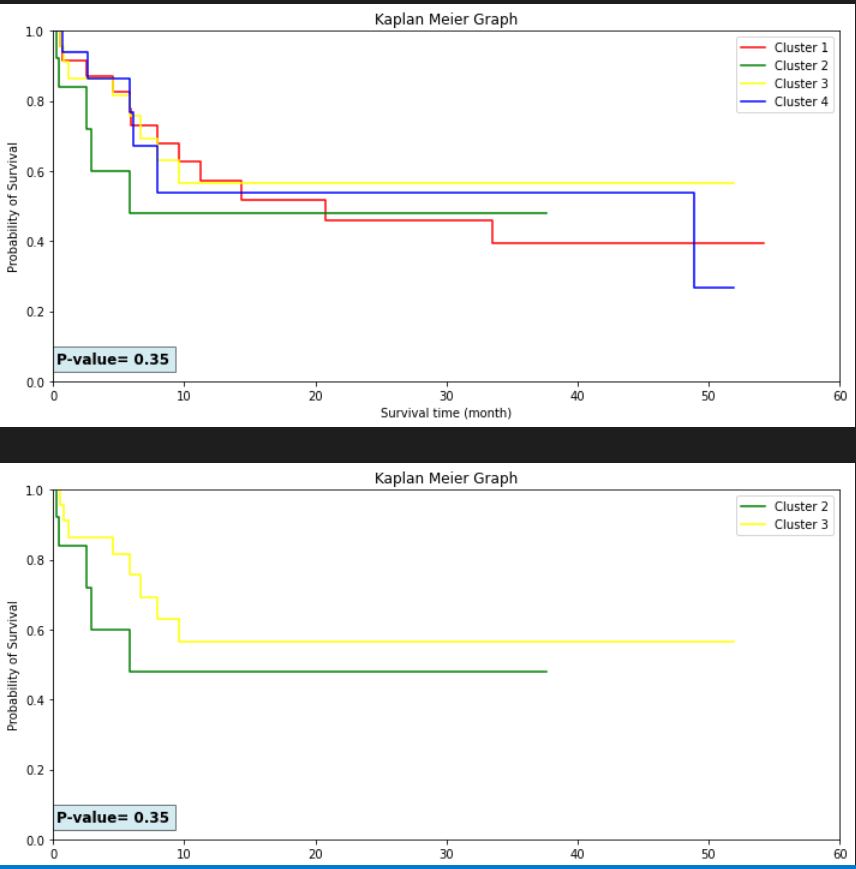 Kaplan Meier Graph
1.0
0.8
0.6
0.4
0.2
0.0
Probability of Survival
Cluster 1
Cluster 2
Cluster 3
Cluster 4
P-value= 0.35
0 10 20 30 40 50 60
Survival time (month)
Kaplan Meier Graph
1.0
0.8
0.6
0.4
0.2
0.0
Probability of Survival
Cluster 2
Cluster 3
P-value= 0.35
0 10 20 30 40 50 60